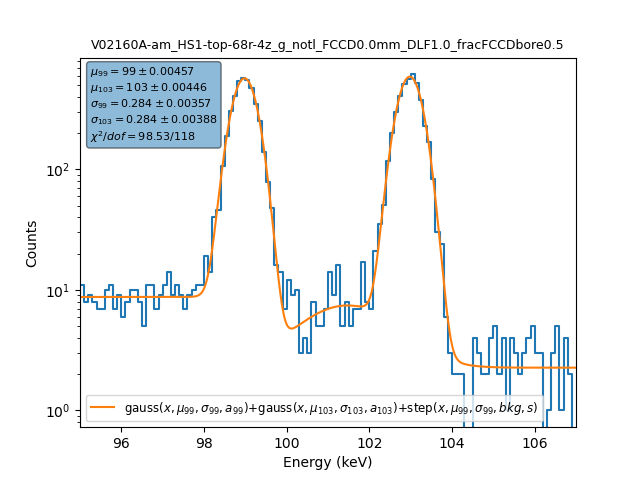 V02160A-am_HS1-top-68r-4z_g_notl_FCCD0.0mm_DLF1.0_fracFCCDbore0.5
μ₉₉ = 99 ± 0.00457
μ₁₀₃ = 103 ± 0.00446
σ₉₉ = 0.284 ± 0.00357
σ₁₀₃ = 0.284 ± 0.00388
χ²/dof = 98.53/118
10²
10¹
10⁰
Counts
gauss(x, μ₉₉, σ₉₉, a₉₉)+gauss(x, μ₁₀₃, σ₁₀₃, a₁₀₃)+step(x, μ₉₉, σ₉₉, bkg, s)
96 98 100 102 104 106
Energy (keV)